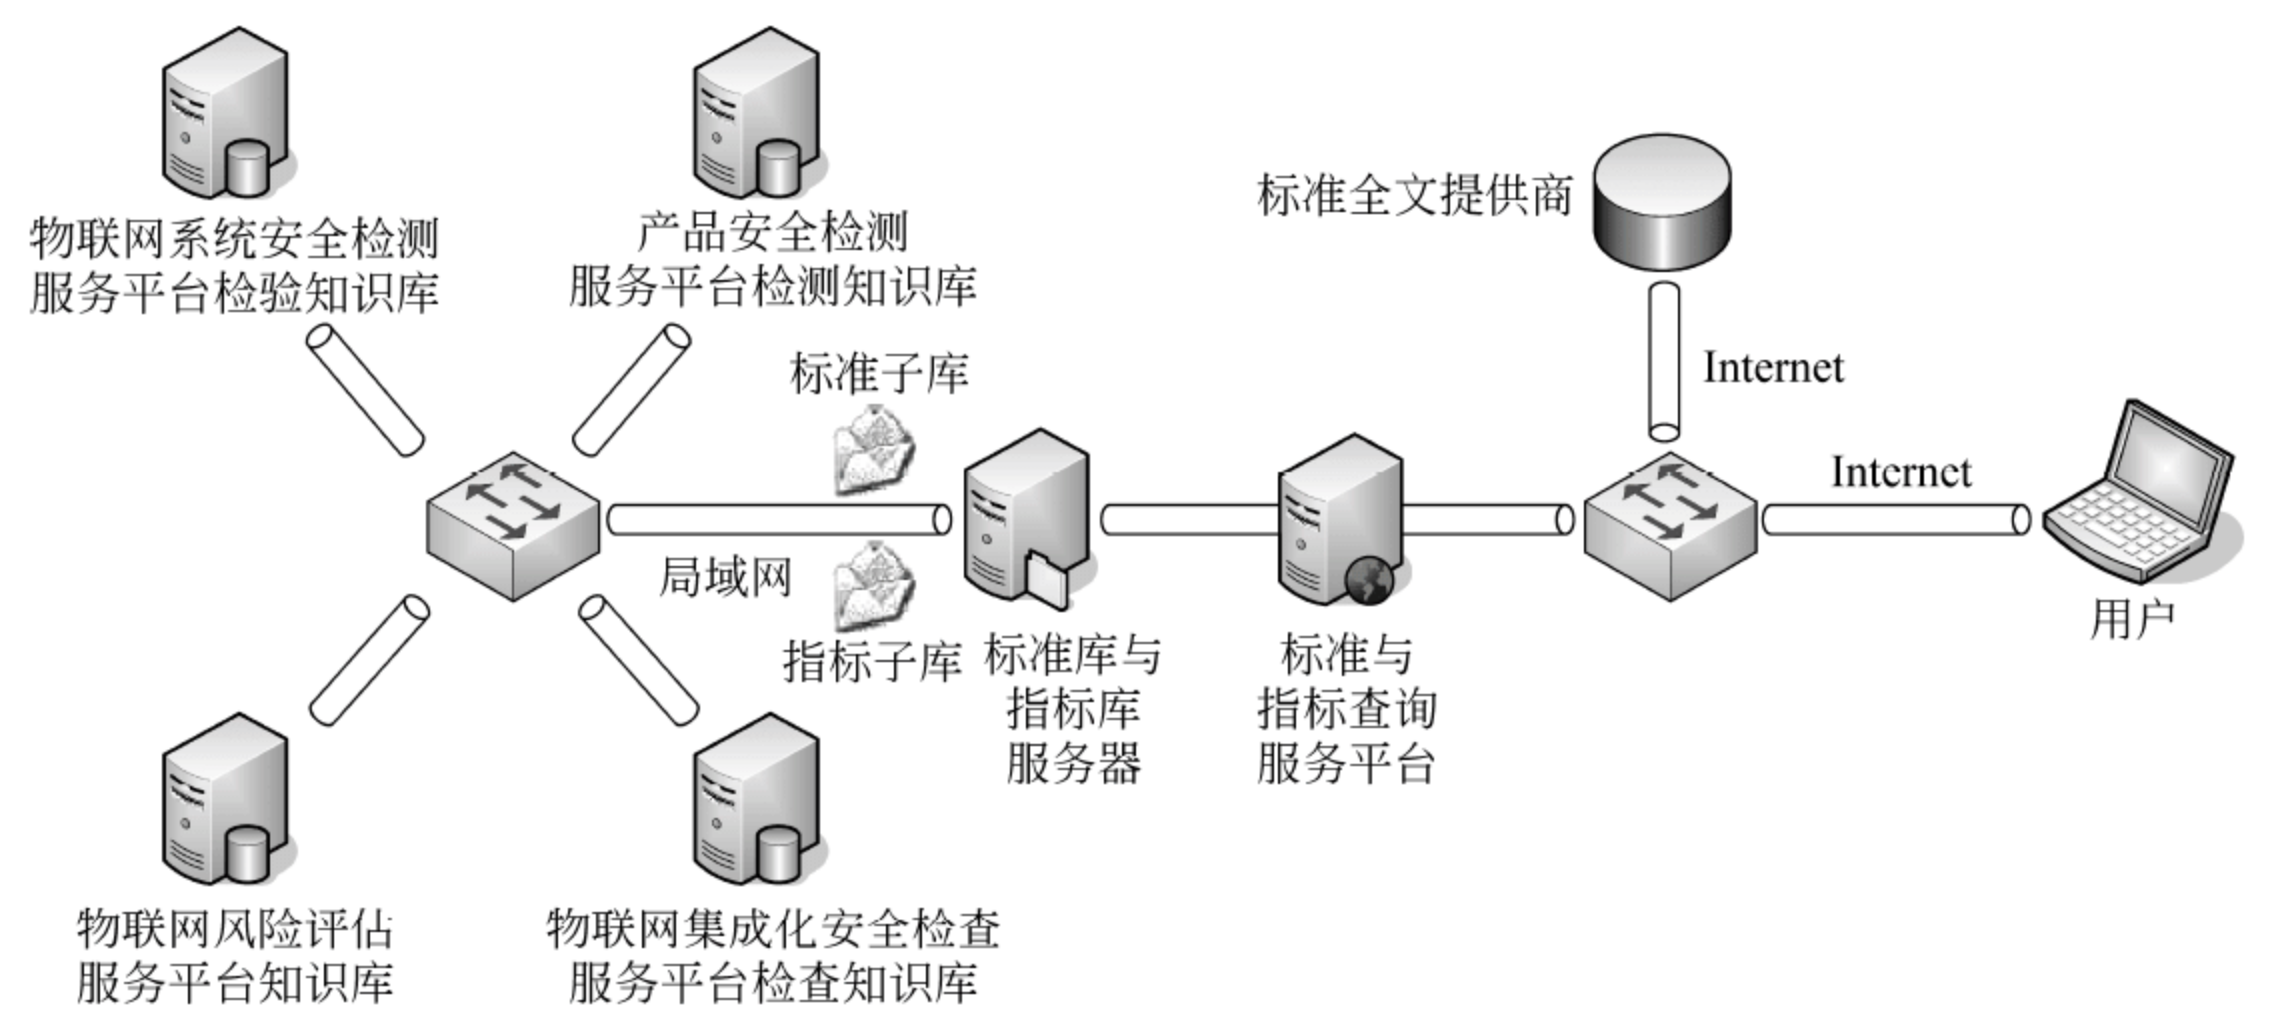 物联网系统安全检测
服务平台检验知识库
产品安全检测
服务平台检测知识库
标准全文提供商
Internet
标准子库
Internet
局域网
指标子库
标准库与
指标库
服务器
标准与
指标查询
服务平台
用户
物联网风险评估
服务平台知识库
物联网集成化安全检查
服务平台检查知识库